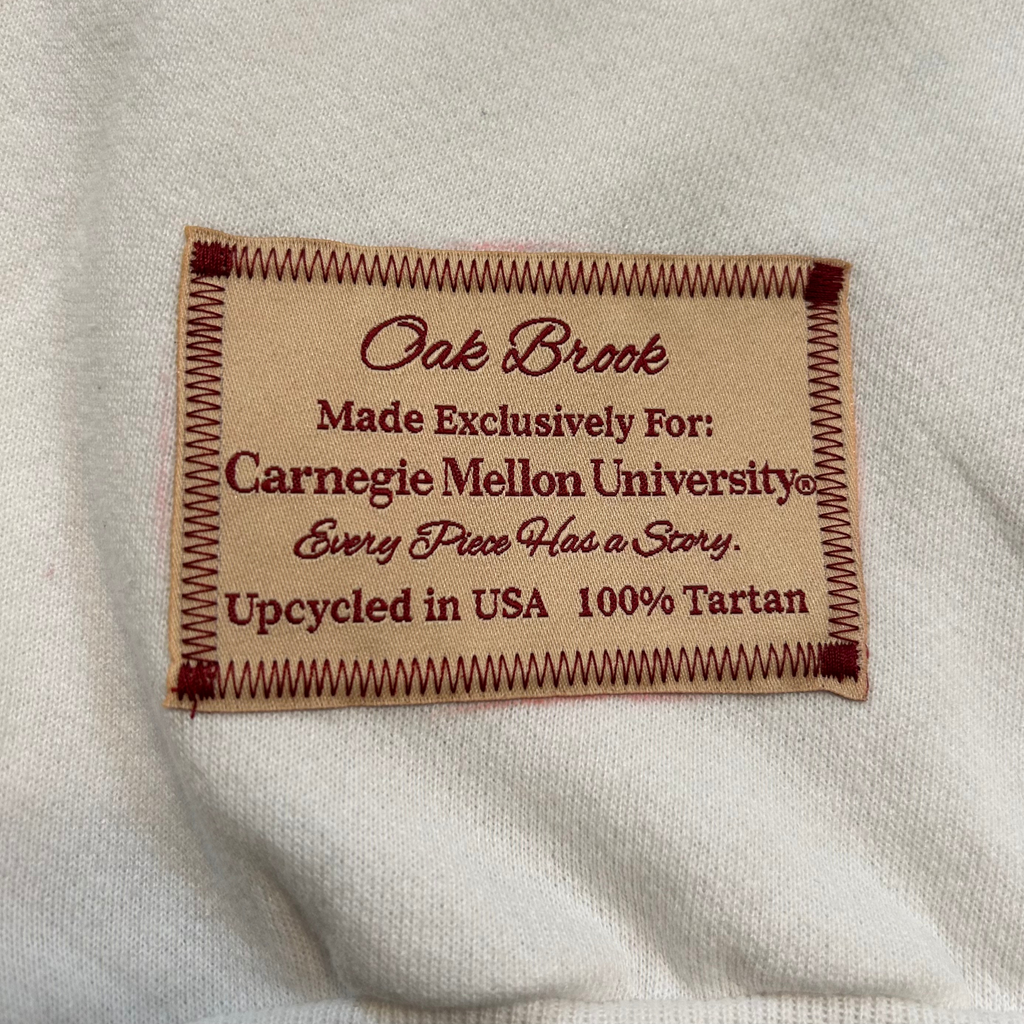 Oak Brook
Made Exclusively For:
Carnegie Mellon University®
Every Piece Has a Story.
Upcycled in USA 100% Tartan